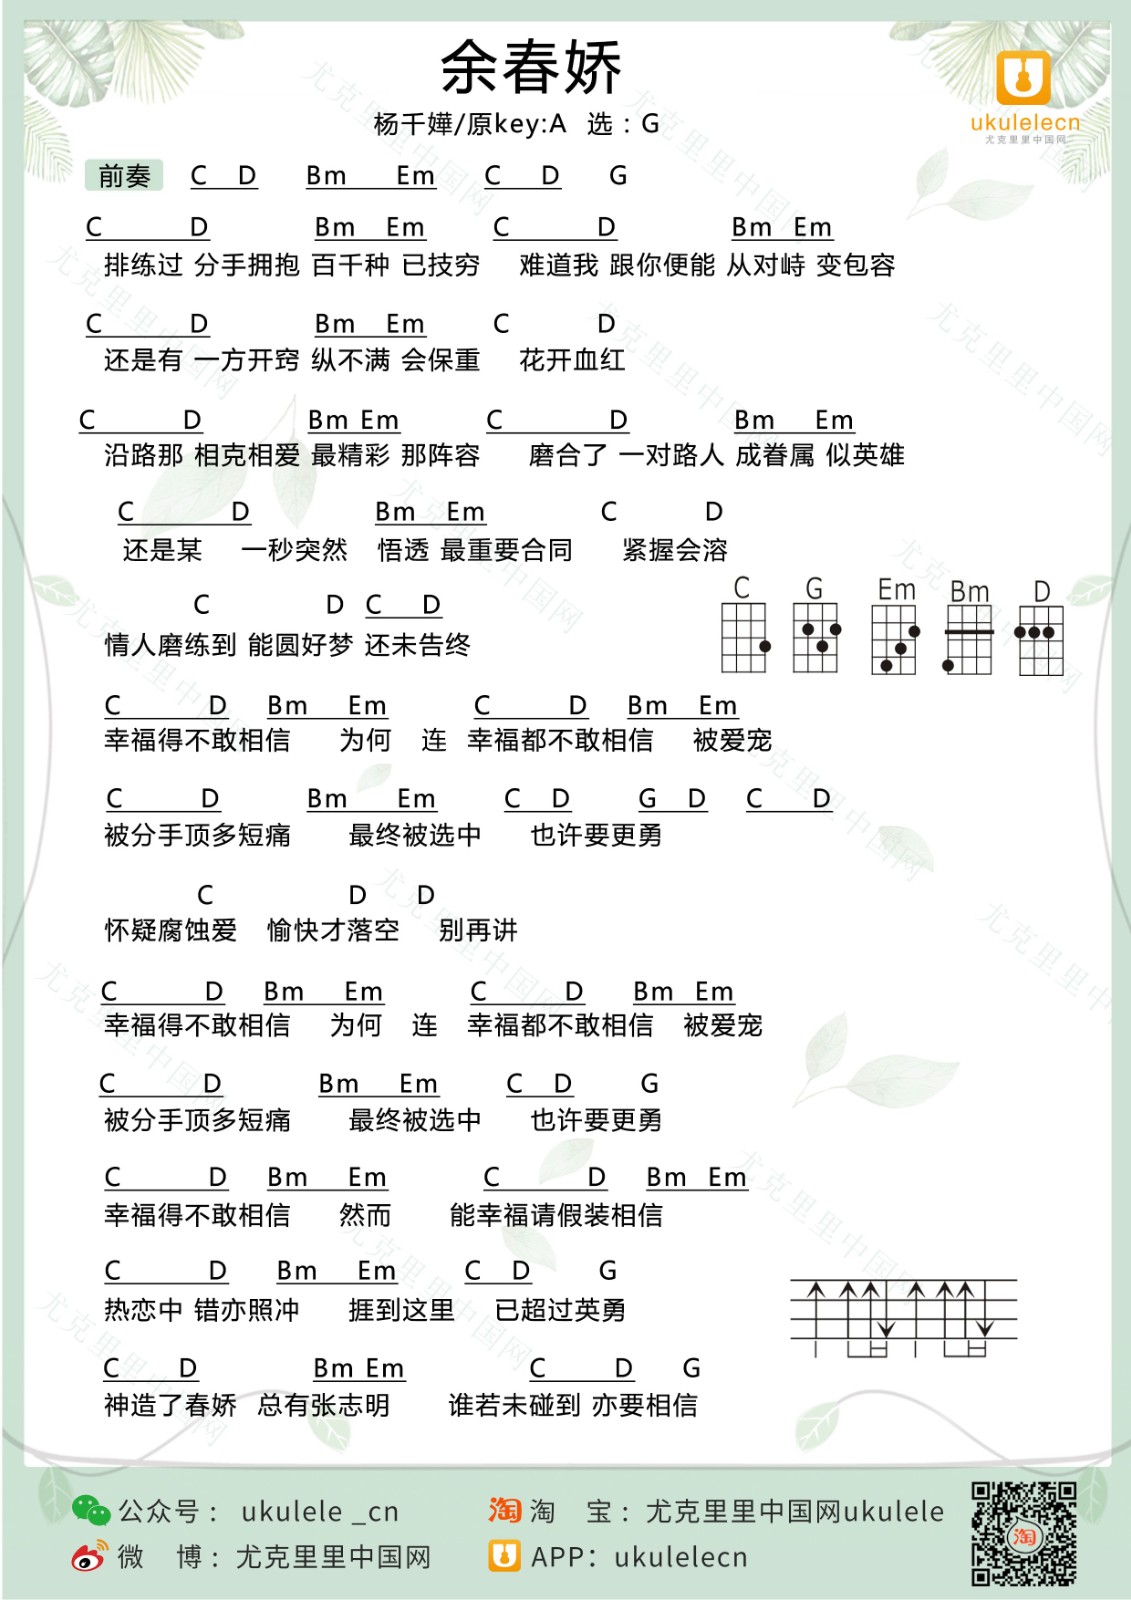 余春娇
杨千嬅/原key:A 选：G
ukulelecn
尤克里里中国网
前奏 C D Bm Em C D G
C D Bm Em C D Bm Em
排练过 分手拥抱 百千种 已技穷 难道我 跟你便能 从对峙 变包容
C D Bm Em C D
还是有 一方开窍 纵不满 会保重 花开血红
C D Bm Em C D Bm Em
沿路那 相克相爱 最精彩 那阵容 磨合了 一对路人 成眷属 似英雄
C D Bm Em C D
还是某 一秒突然 悟透 最重要合同 紧握会溶
C G Em Bm D
C D C D
情人磨练到 能圆好梦 还未告终
C D Bm Em C D Bm Em
幸福得不敢相信 为何 连 幸福都不敢相信 被爱宠
C D Bm Em C D G D C D
被分手顶多短痛 最终被选中 也许要更勇
C D D
怀疑腐蚀爱 愉快才落空 别再讲
C D Bm Em C D Bm Em
幸福得不敢相信 为何 连 幸福都不敢相信 被爱宠
C D Bm Em C D G
被分手顶多短痛 最终被选中 也许要更勇
C D Bm Em C D Bm Em
幸福得不敢相信 然而 能幸福请假装相信
C D Bm Em C D G
热恋中 错亦照冲 捱到这里 已超过英勇
C D Bm Em C D G
神造了春娇 总有张志明 谁若未碰到 亦要相信
公众号： ukulele _cn 淘 淘 宝：尤克里里中国网ukulele
微 博：尤克里里中国网 APP：ukulelecn
淘